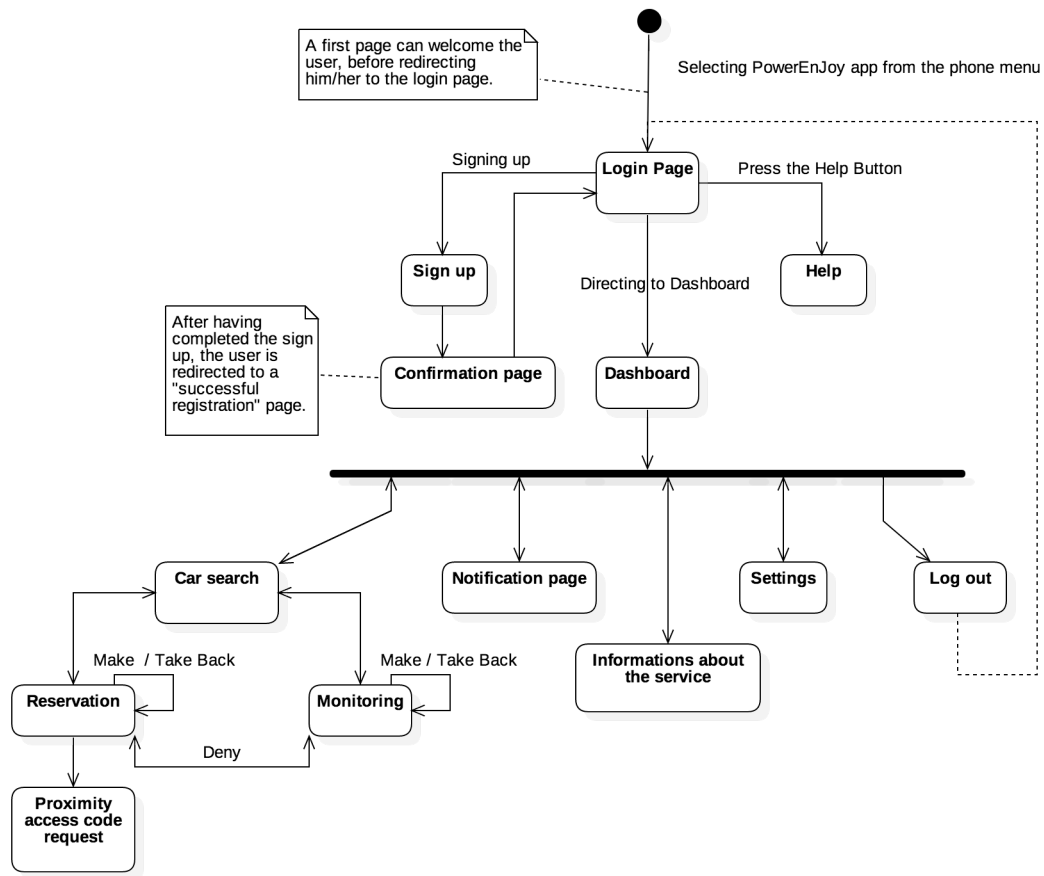 A first page can welcome the
user, before redirecting
him/her to the login page.
Selecting PowerEnJoy app from the phone menu
Signing up
Login Page
Press the Help Button
Sign up
Directing to Dashboard
Help
After having
completed the sign
up, the user is
redirected to a
"successful
registration" page.
Confirmation page
Dashboard
Car search
Notification page
Settings
Log out
Informations about
the service
Make / Take Back
Make / Take Back
Reservation
Monitoring
Deny
Proximity
access code
request